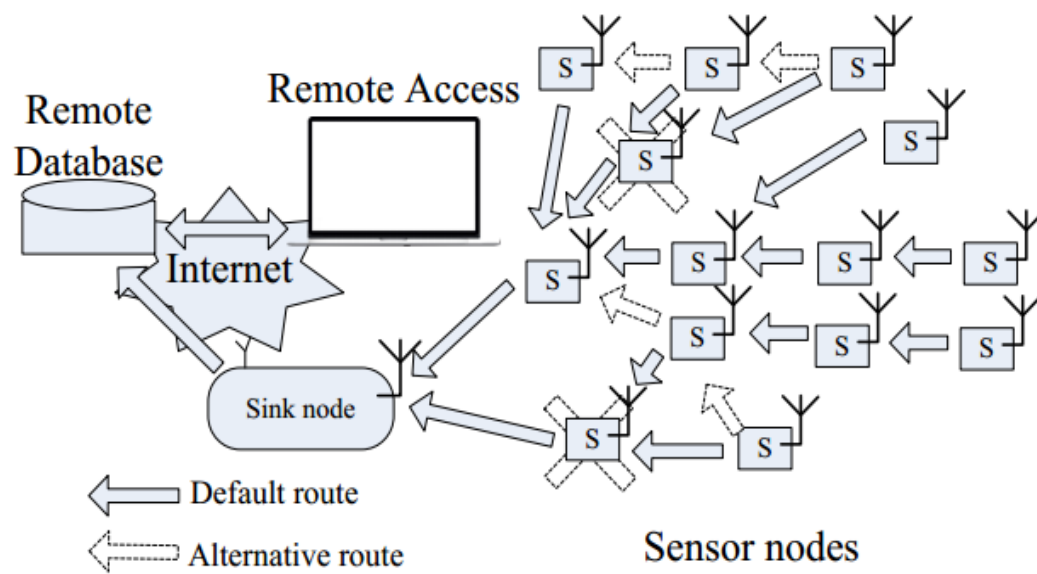 S
S
S
Remote Access
Remote
Database
S
S
Internet
S
S
S
S
S
S
S
Sink node
S
S
Default route
Alternative route
Sensor nodes